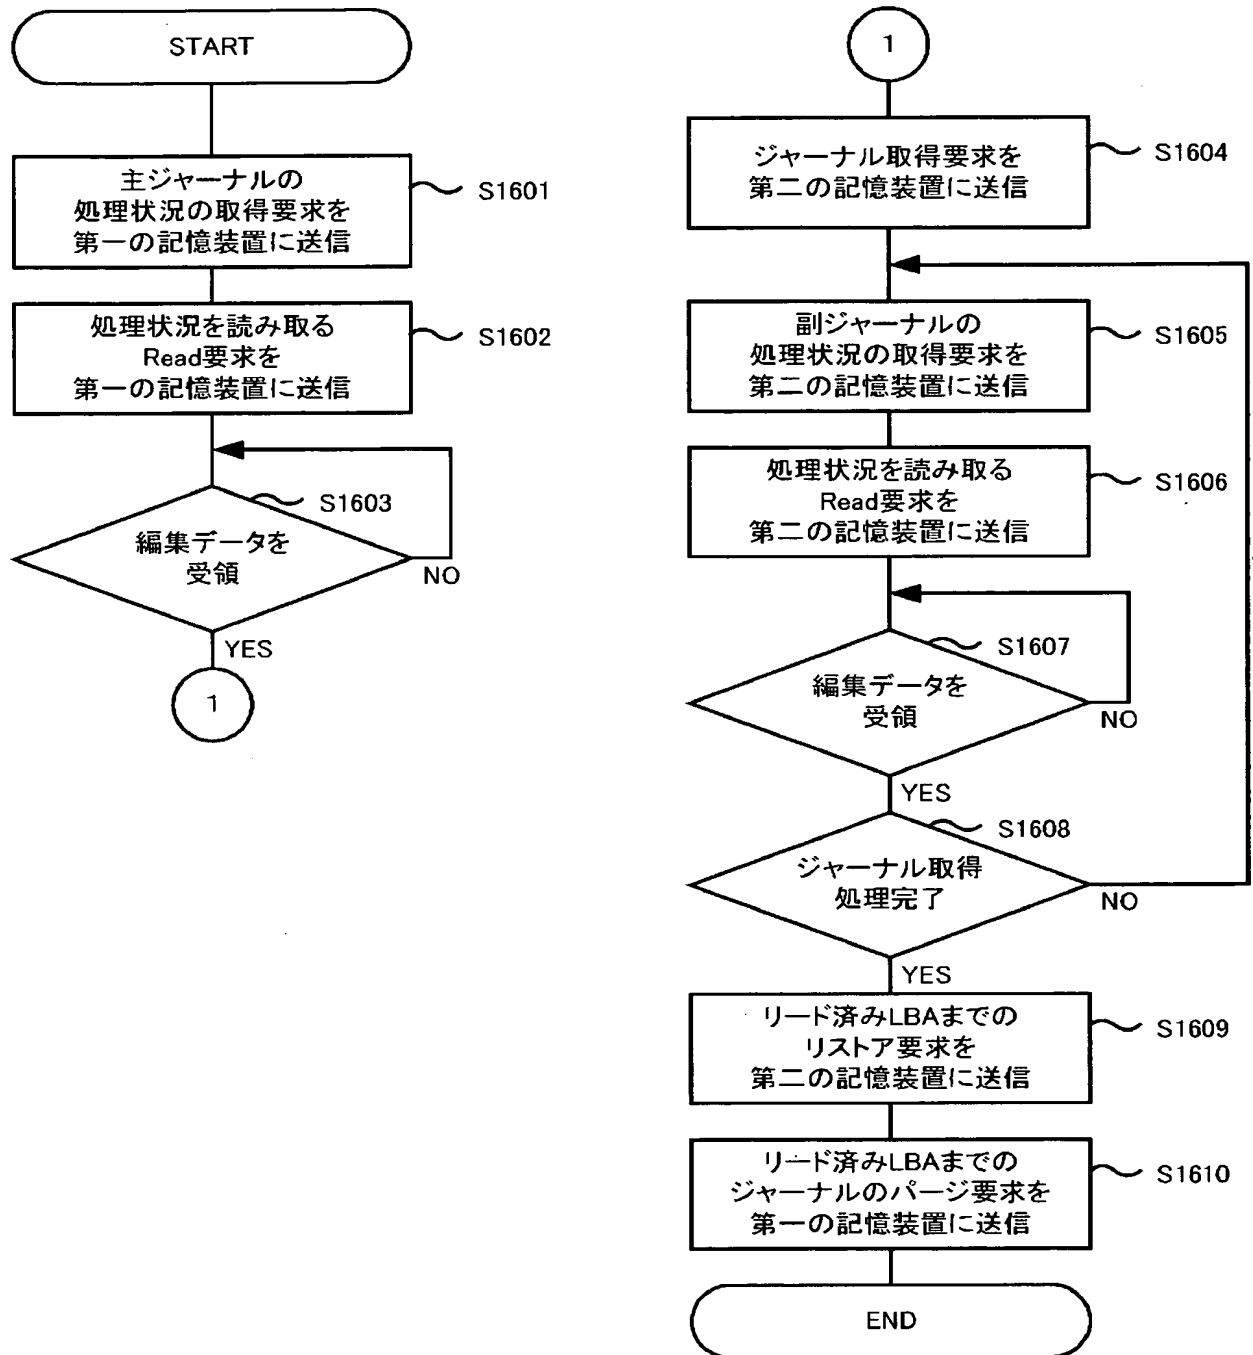 START
主ジャーナルの
処理状況の取得要求を
第一の記憶装置に送信
S1601
処理状況を読み取る
Read要求を
第一の記憶装置に送信
S1602
S1603
編集データを
受領
NO
YES
1
1
ジャーナル取得要求を
第二の記憶装置に送信
S1604
副ジャーナルの
処理状況の取得要求を
第二の記憶装置に送信
S1605
処理状況を読み取る
Read要求を
第二の記憶装置に送信
S1606
S1607
編集データを
受領
NO
YES
S1608
ジャーナル取得
処理完了
NO
YES
リード済みLBAまでの
リストア要求を
第二の記憶装置に送信
S1609
リード済みLBAまでの
ジャーナルのパージ要求を
第一の記憶装置に送信
S1610
END